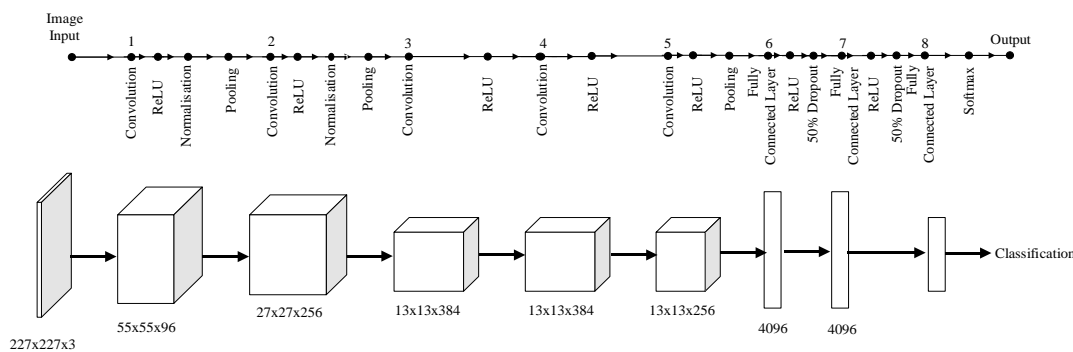 Image
Input
1
2
3
4
5
6
7
8
Output
Convolution
ReLU
Normalisation
Pooling
Convolution
ReLU
Normalisation
Pooling
Convolution
ReLU
Convolution
ReLU
Convolution
ReLU
Pooling
Fully
Connected Layer
ReLU
50% Dropout
Fully
Connected Layer
ReLU
50% Dropout
Fully
Connected Layer
Softmax
227x227x3
55x55x96
27x27x256
13x13x384
13x13x384
13x13x256
4096
4096
Classification